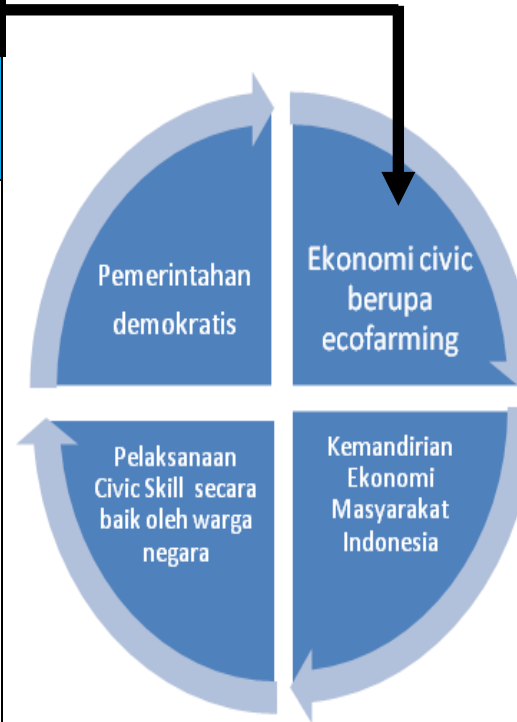 Pemerintahan
demokratis
Ekonomi civic
berupa
ecofarming
Pelaksanaan
Civic Skill secara
baik oleh warga
negara
Kemandirian
Ekonomi
Masyarakat
Indonesia